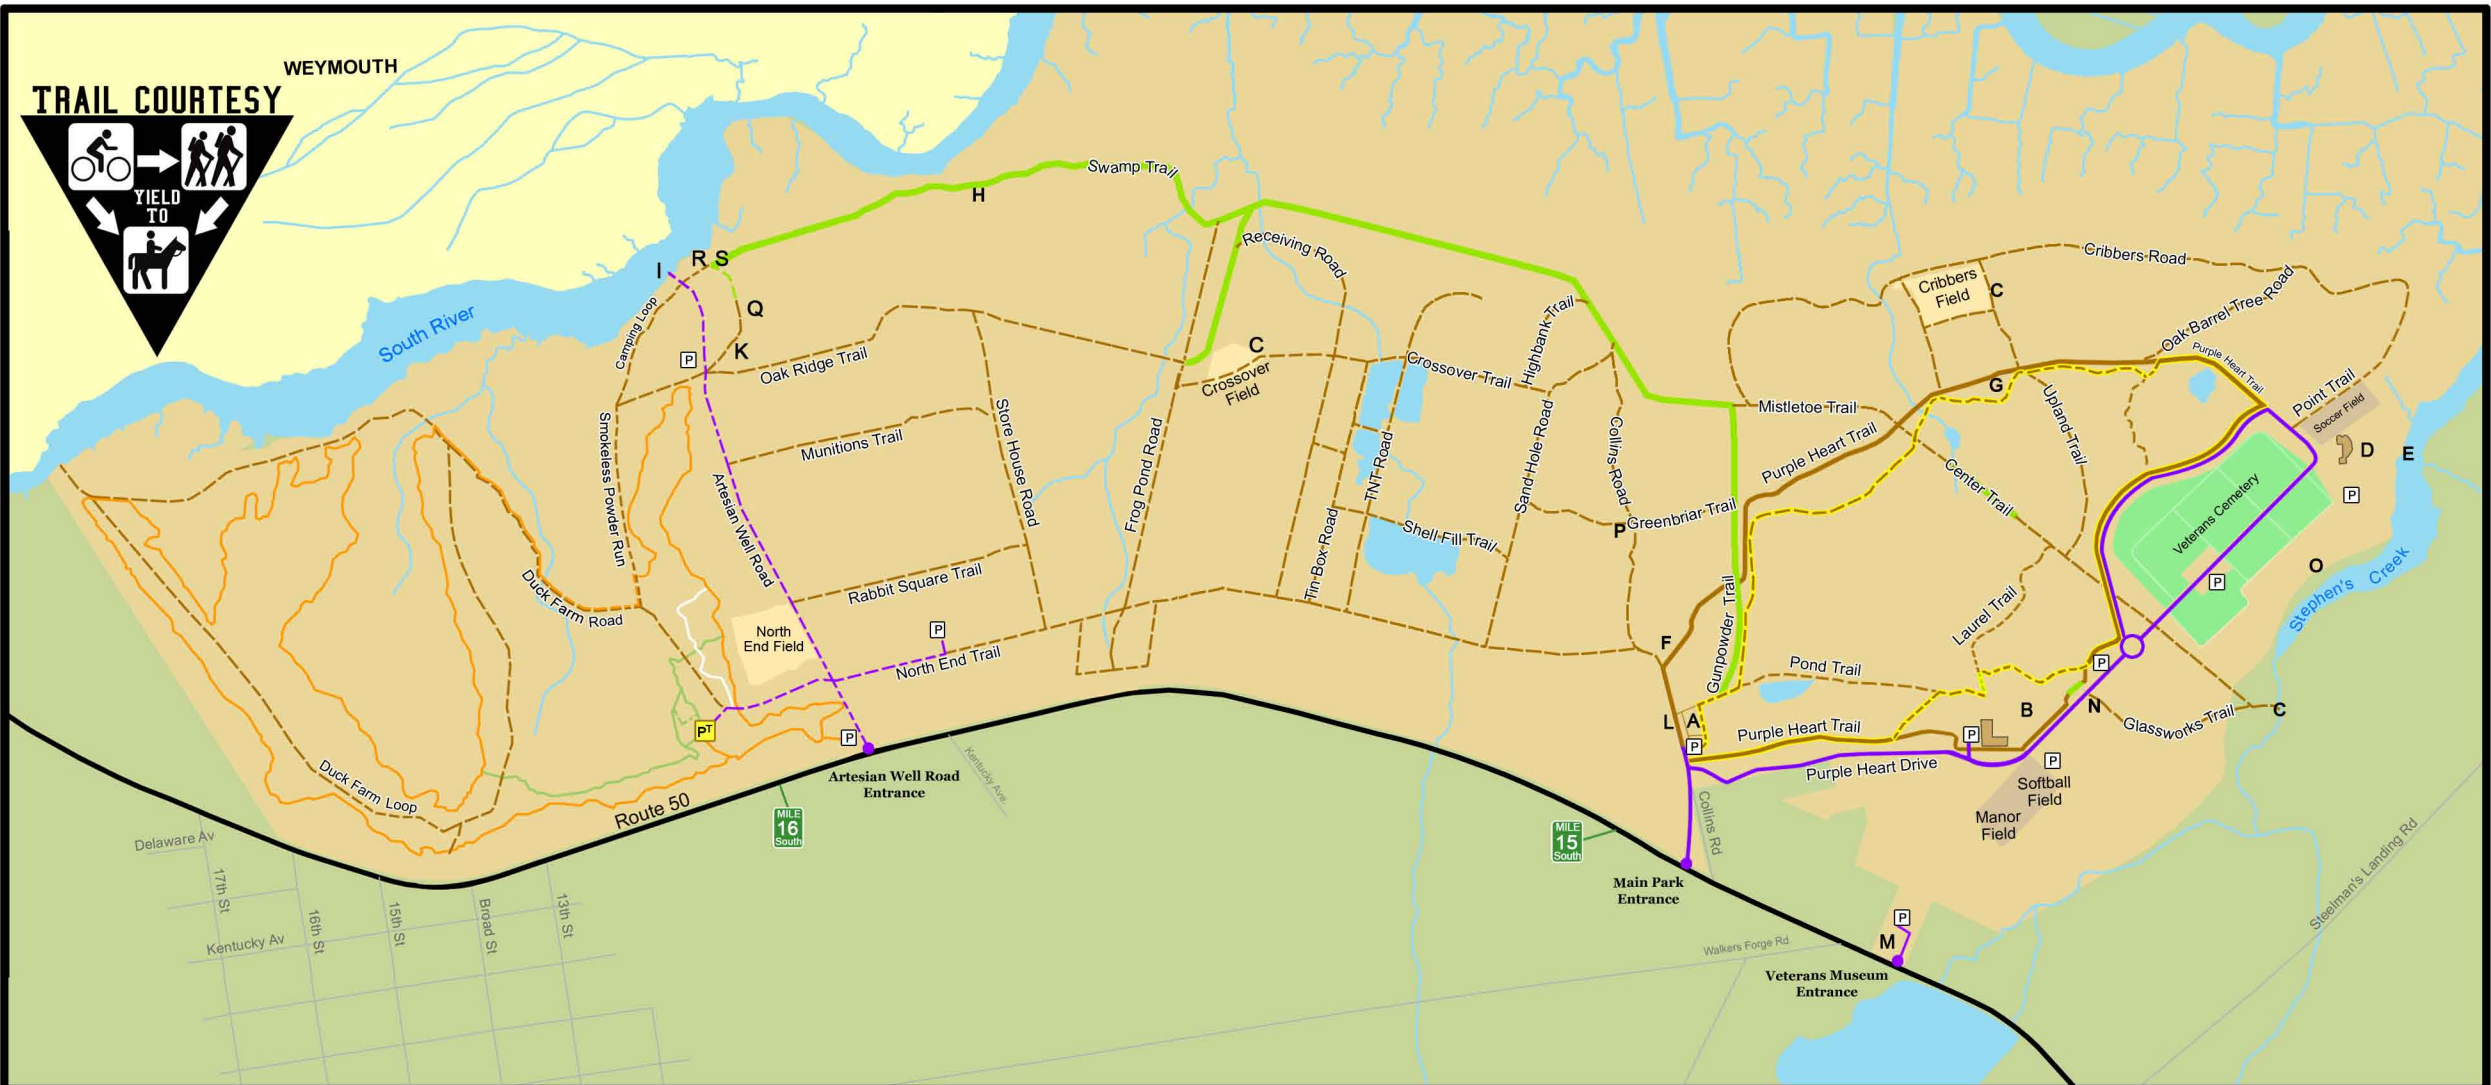 WEYMOUTH
TRAIL COURTESY
YIELD
TO
South River
Swamp Trail
H
I
R
S
Q
K
P
Camping Loop
Oak Ridge Trail
Munitions Trail
Smokeless Powder Run
Artesian Well Road
Store House Road
Rabbit Square Trail
North
End Field
P
North End Trail
Duck Farm Road
Duck Farm Loop
PT
P
Artesian Well Road
Entrance
Route 50
MILE
16
South
Kentucky Ave.
Delaware Av
17th St
16th St
15th St
Broad St
13th St
Kentucky Av
Receiving Road
C
Crossover
Field
Frog Pond Road
Crossover Trail
Highbank Trail
TNT Road
Tin Box Road
Shell Fill Trail
Sand Hole Road
Collins Road
P
Greenbriar Trail
Gunpowder Trail
F
L
A
P
MILE
15
South
Main Park
Entrance
Collins Rd
Walkers Forge Rd
Veterans Museum
Entrance
M
P
Cribbers
Field
C
Cribbers Road
Oak Barrel Tree Road
Purple Heart Trail
Point Trail
Soccer Field
D
E
P
G
Mistletoe Trail
Purple Heart Trail
Upland Trail
Center Trail
Veterans Cemetery
P
O
Stephen's Creek
Laurel Trail
Pond Trail
P
B
N
Glassworks Trail
C
Purple Heart Trail
P
Purple Heart Drive
P
Softball
Field
Manor
Field
Steelman's Landing Rd